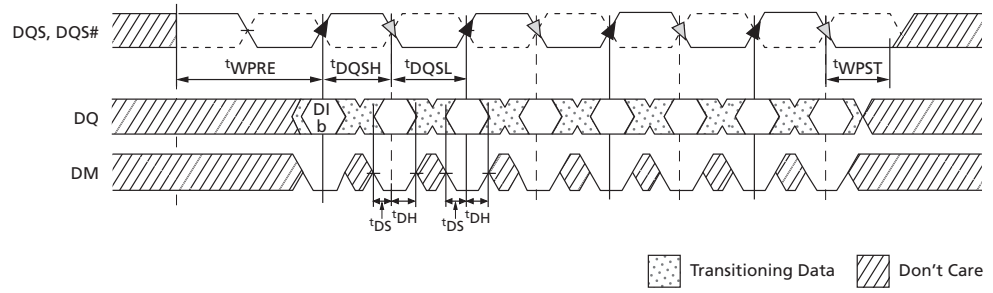 DQS, DQS#
tWPRE
tDQSH
tDQSL
tWPST
DQ
DI
b
DM
tDS
tDH
tDS
tDH
Transitioning Data
Don't Care